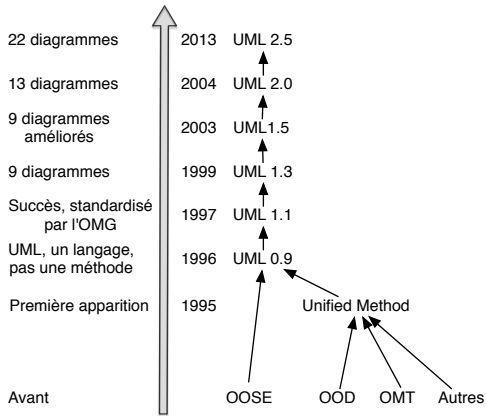 22 diagrammes 2013 UML 2.5
13 diagrammes 2004 UML 2.0
9 diagrammes
améliorés
2003 UML1.5
9 diagrammes 1999 UML 1.3
Succès, standardisé
par l'OMG
1997 UML 1.1
UML, un langage,
pas une méthode
1996 UML 0.9
Première apparition 1995 Unified Method
Avant OOSE OOD OMT Autres